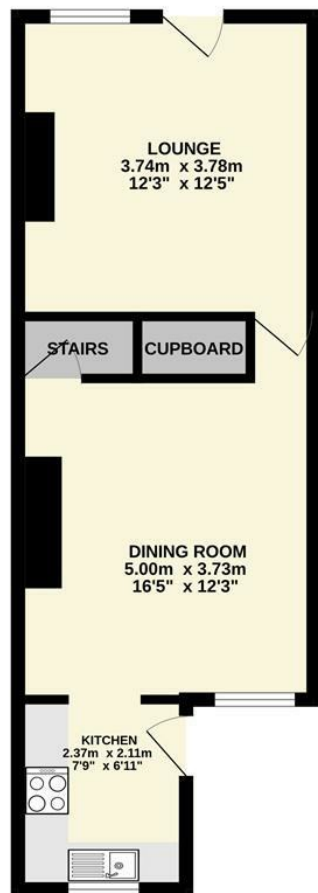 LOUNGE
3.74m x 3.78m
12'3" x 12'5"
STAIRS
CUPBOARD
DINING ROOM
5.00m x 3.73m
16'5" x 12'3"
KITCHEN
2.37m x 2.11m
7'9" x 6'11"